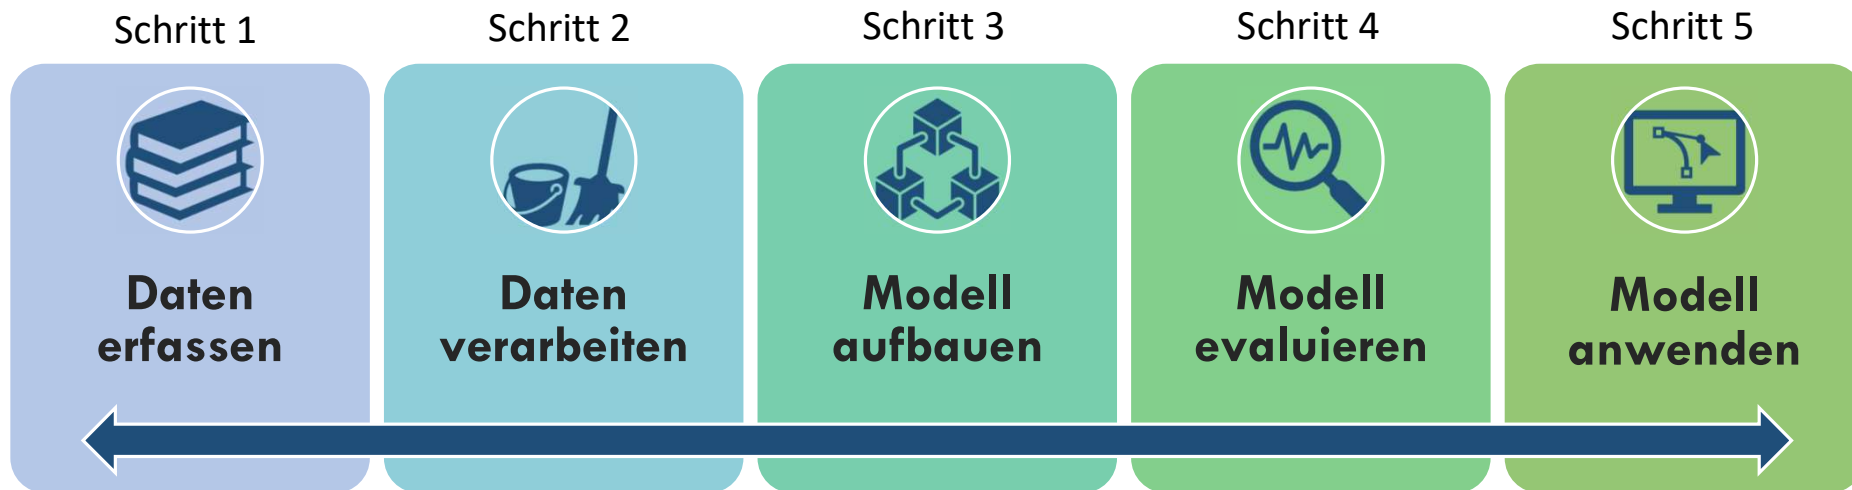 Schritt 1
Schritt 2
Schritt 3
Schritt 4
Schritt 5
Daten
erfassen
Daten
verarbeiten
Modell
aufbauen
Modell
evaluieren
Modell
anwenden